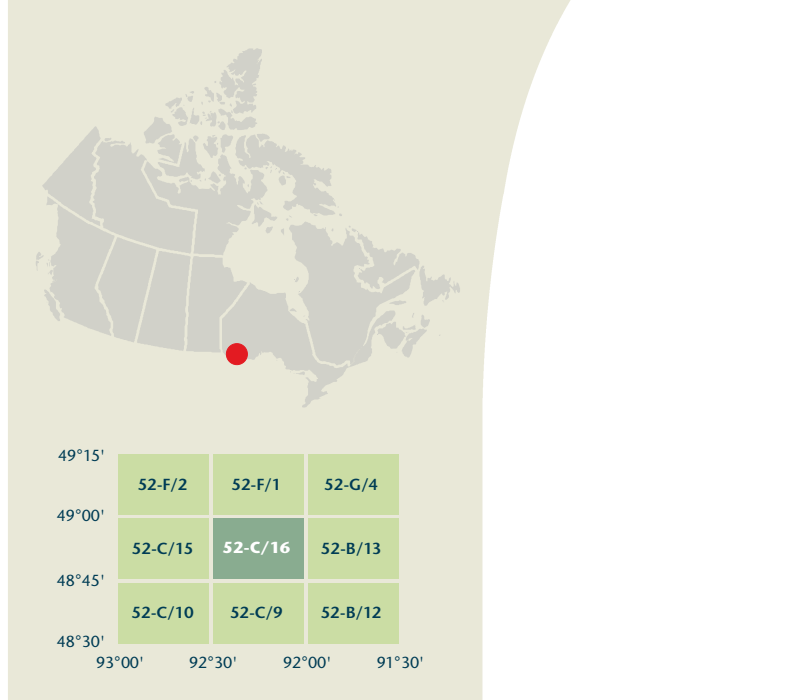 49°15'
52-F/2 52-F/1 52-G/4
49°00'
52-C/15 52-C/16 52-B/13
48°45'
52-C/10 52-C/9 52-B/12
48°30'
93°00' 92°30' 92°00' 91°30'